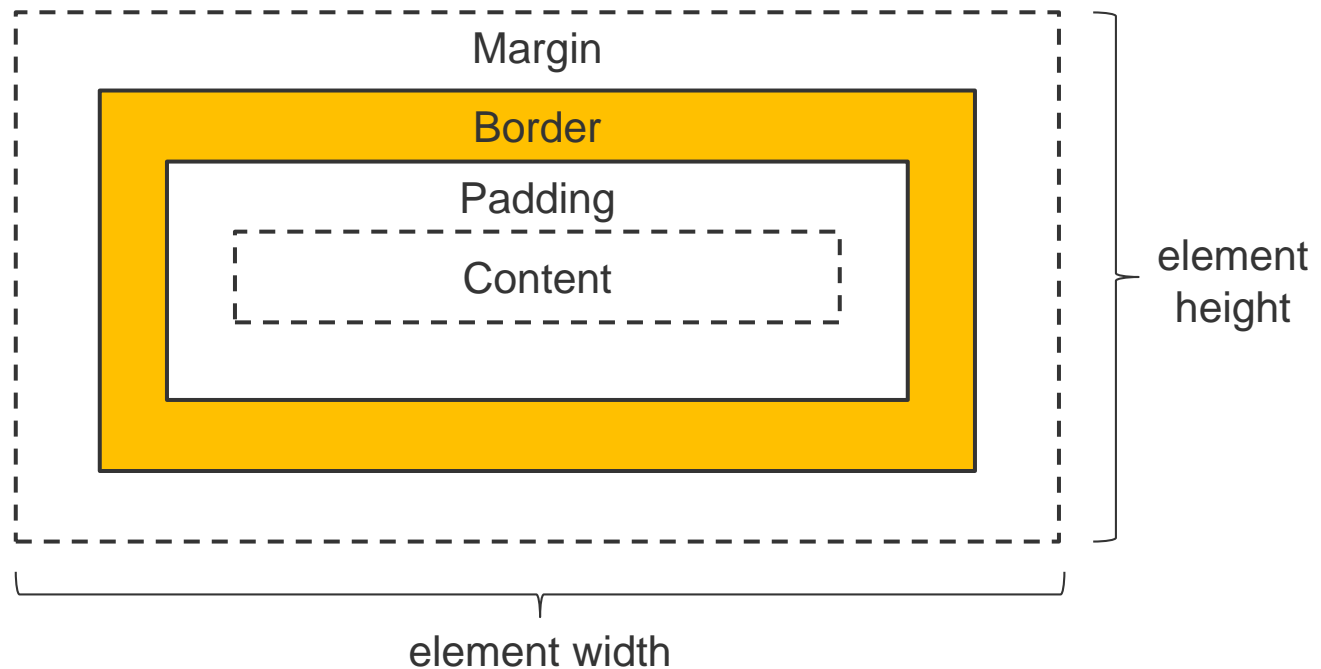 Margin
Border
Padding
Content
element
height
element width